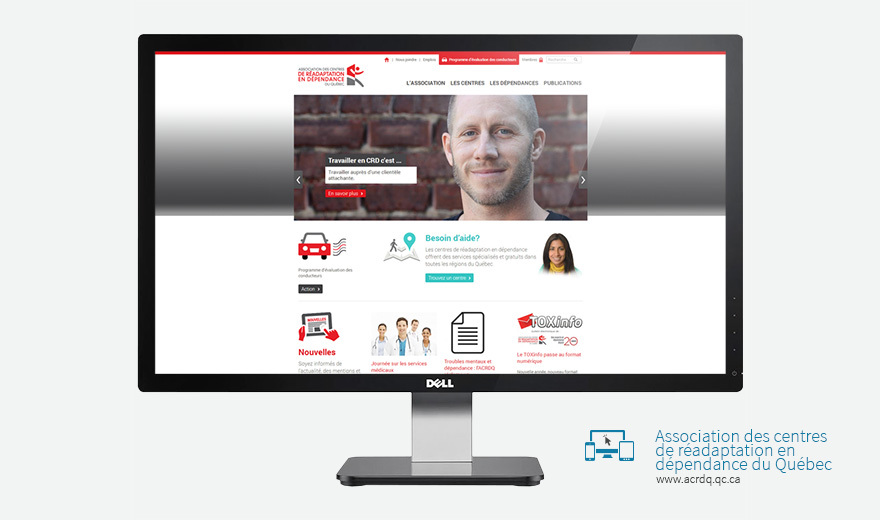 Nous joindre | Emplois
Programme d'évaluation des conducteurs
Membres
Recherche
ASSOCIATION DES CENTRES
DE RÉADAPTATION
EN DÉPENDANCE
DU QUÉBEC
L'ASSOCIATION LES CENTRES LES DÉPENDANCES PUBLICATIONS
Travailler en CRD c'est ...
Travailler auprès d'une clientèle
attachante.
En savoir plus
Besoin d'aide?
Les centres de réadaptation en dépendance
offrent des services spécialisés et gratuits dans
toutes les régions du Québec.
Trouvez un centre
Programme d'évaluation des
conducteurs
Action
NOUVELLES
Nouvelles
Soyez informés de
l'actualité, des mentions et
Journée sur les services
médicaux
Troubles mentaux et
dépendance : l'ACRDQ
TOXinfo
Le TOXinfo passe au format
numérique
Nouvelle année, nouveau format
DELL
Association des centres
de réadaptation en
dépendance du Québec
www.acrdq.qc.ca